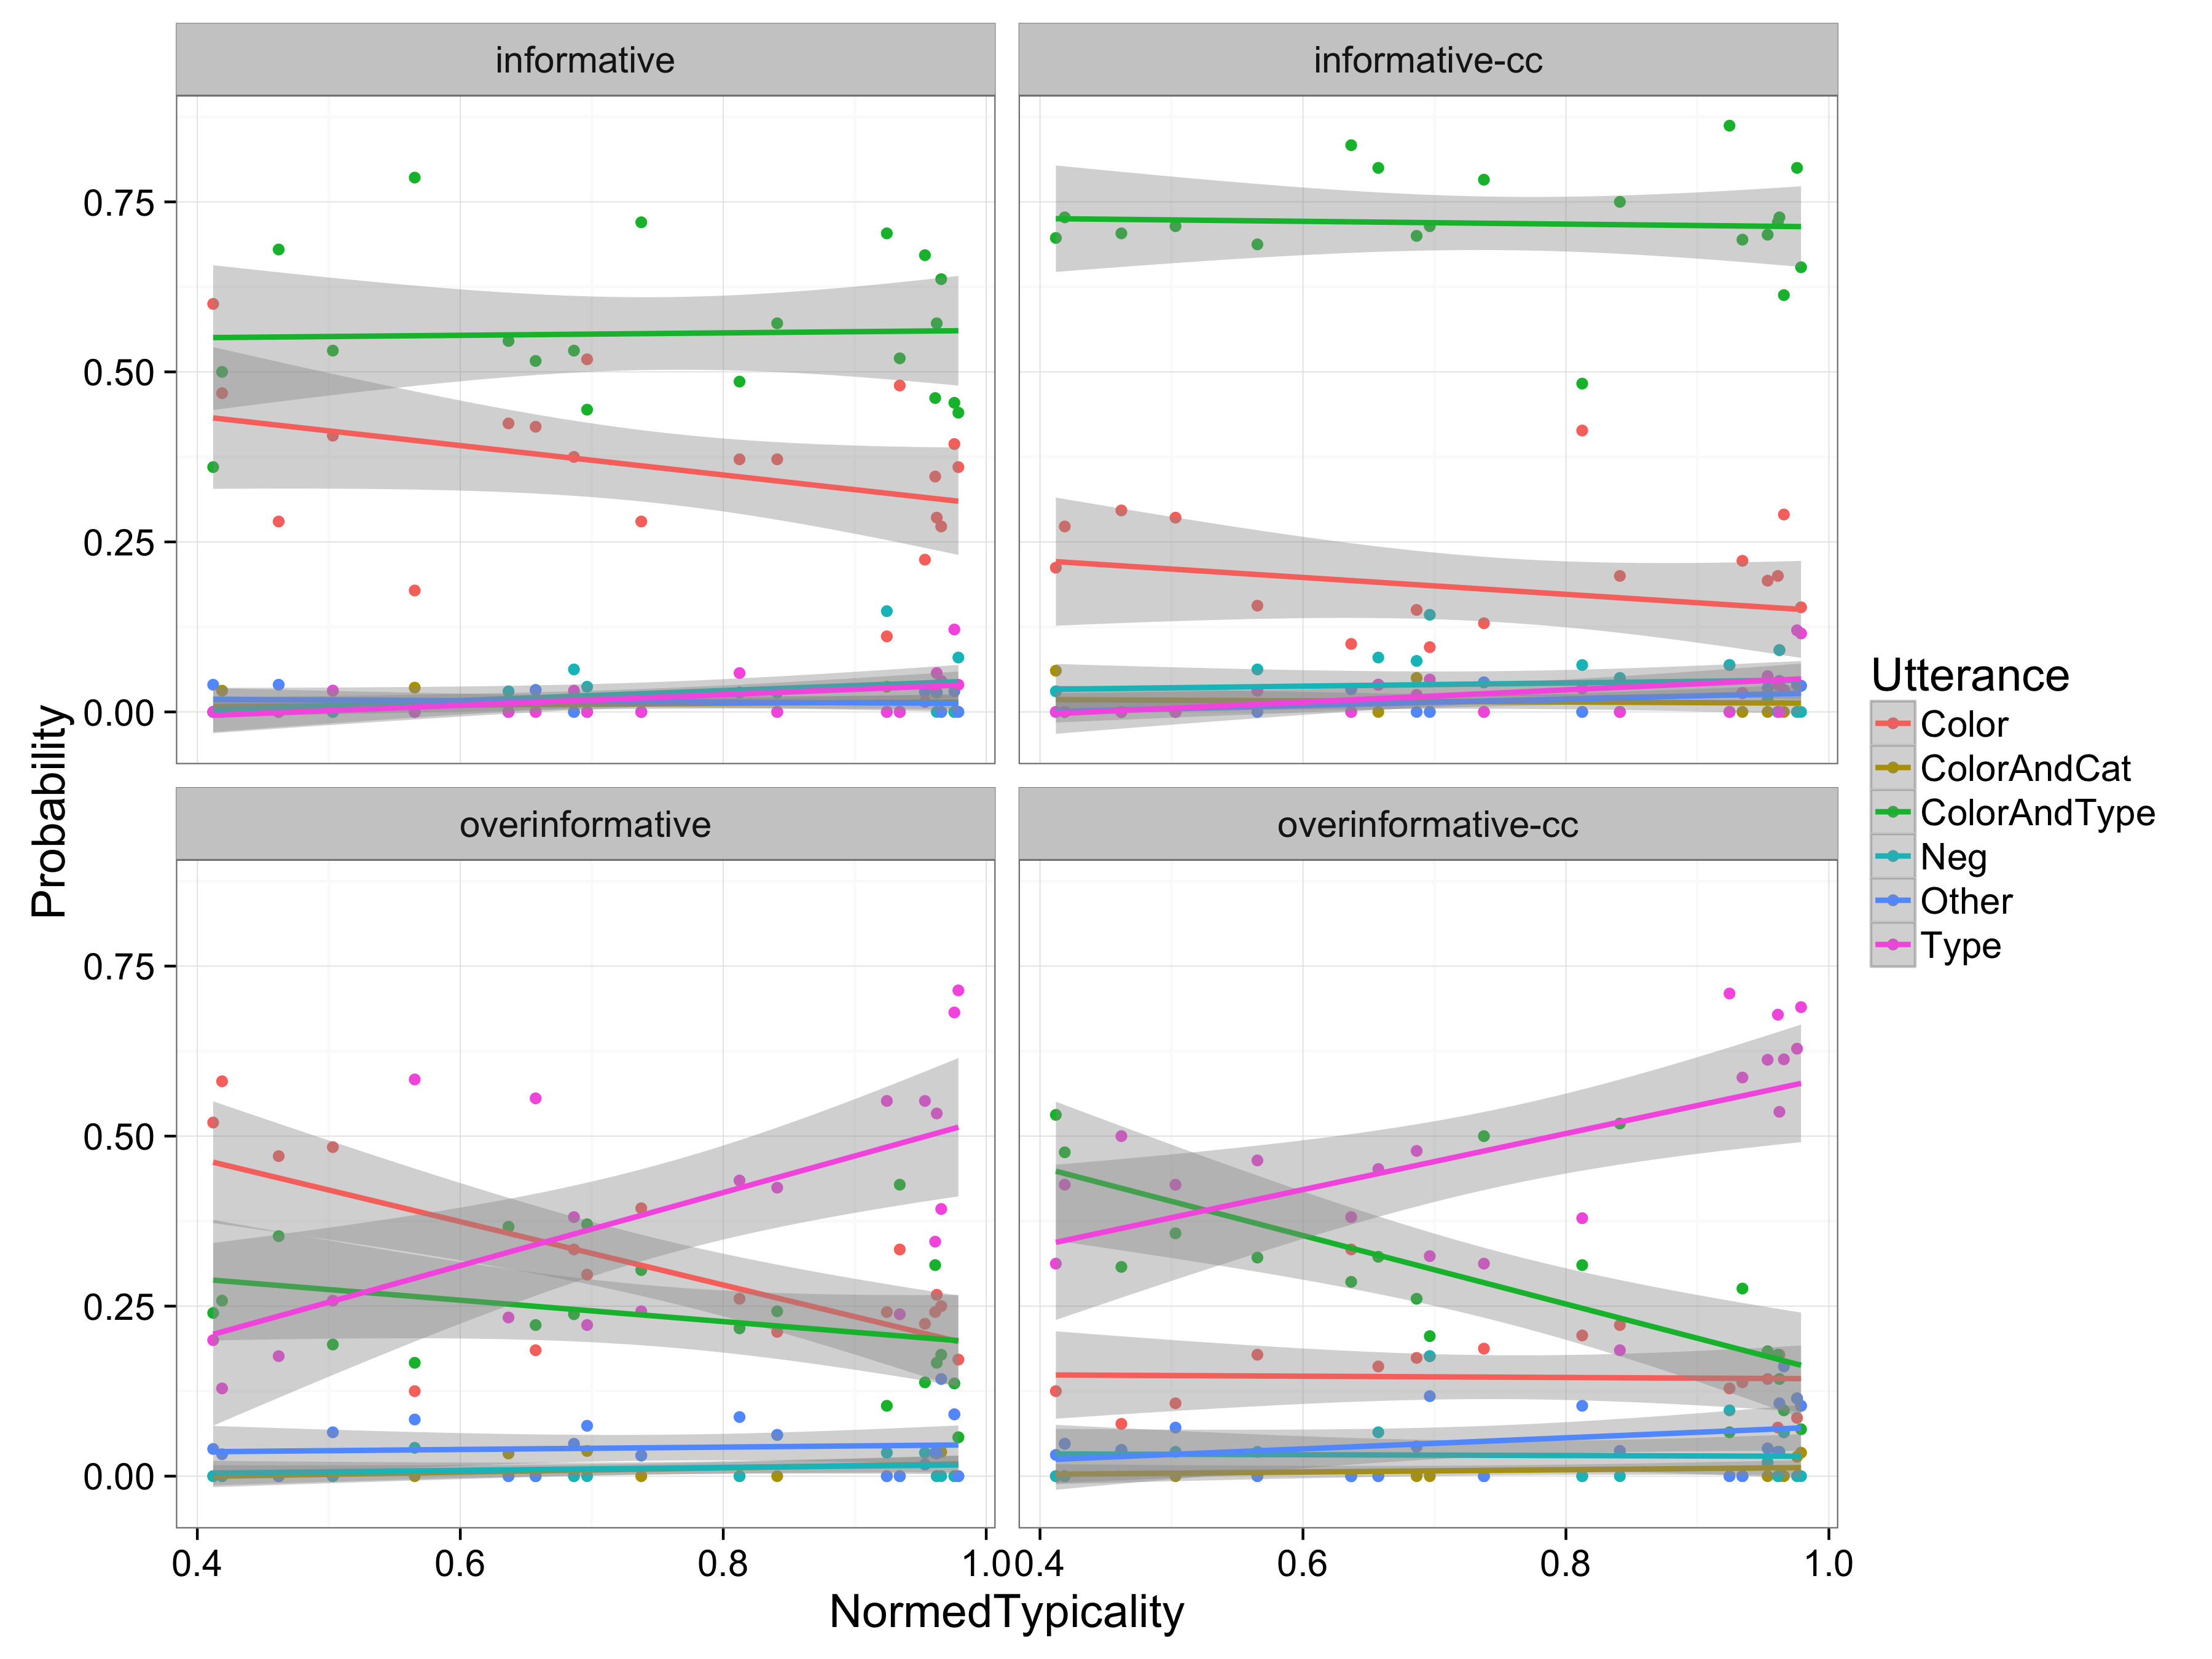 informative
informative-cc
0.75
0.50
0.25
0.00
overinformative
overinformative-cc
0.75
0.50
0.25
0.00
0.4 0.6 0.8 1.0 0.4 0.6 0.8 1.0
NormedTypicality
Probability
Utterance
Color
ColorAndCat
ColorAndType
Neg
Other
Type